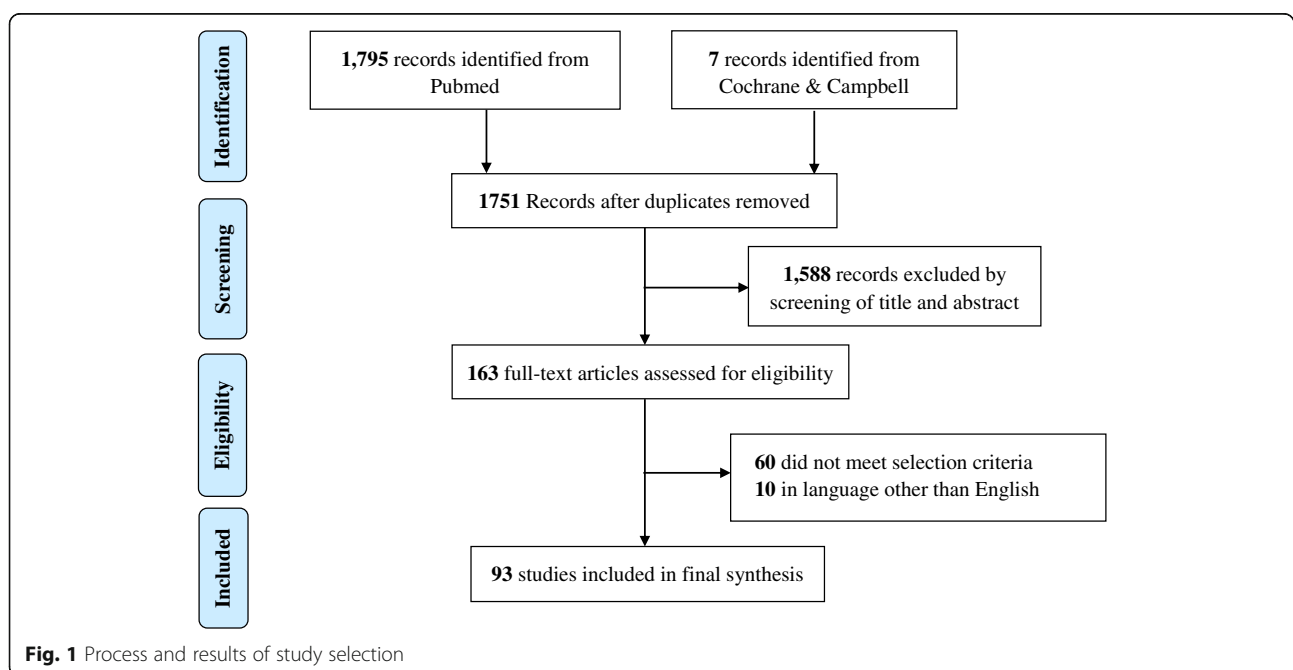 Identification
1,795 records identified from
Pubmed
7 records identified from
Cochrane & Campbell
1751 Records after duplicates removed
Screening
1,588 records excluded by
screening of title and abstract
Eligibility
163 full-text articles assessed for eligibility
60 did not meet selection criteria
10 in language other than English
Included
93 studies included in final synthesis
Fig. 1 Process and results of study selection